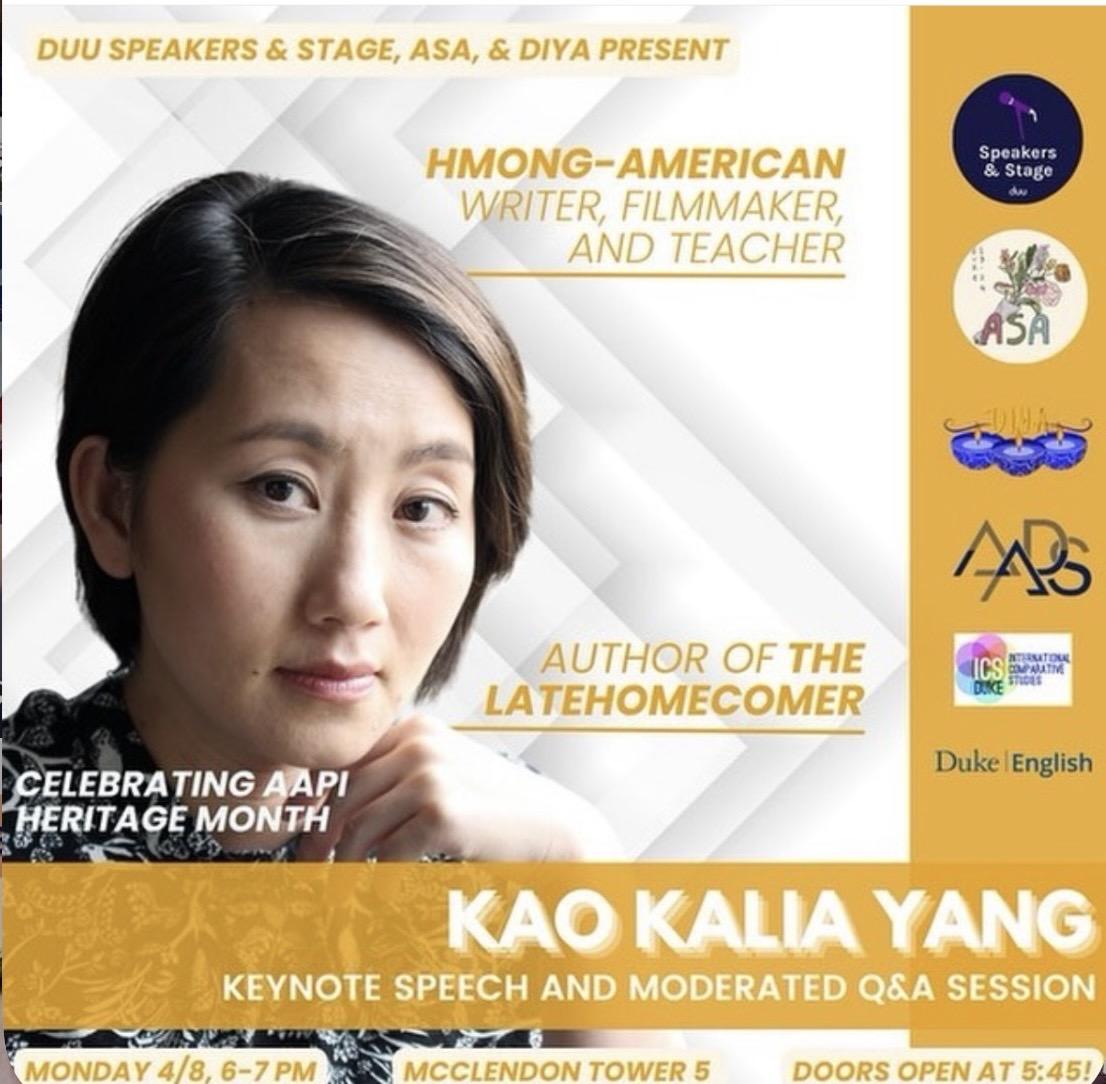 DUU SPEAKERS & STAGE, ASA, & DIYA PRESENT
HMONG-AMERICAN
WRITER, FILMMAKER,
AND TEACHER
AUTHOR OF THE
LATEHOMECOMER
CELEBRATING AAPI
HERITAGE MONTH
KAO KALIA YANG
KEYNOTE SPEECH AND MODERATED Q&A SESSION
MONDAY 4/8, 6-7 PM
MCCLENDON TOWER 5
DOORS OPEN AT 5:45!
Speakers
& Stage
duu
ASA
DIYA
AADS
ICS
DUKE
INTERNATIONAL
COMPARATIVE
STUDIES
Duke | English